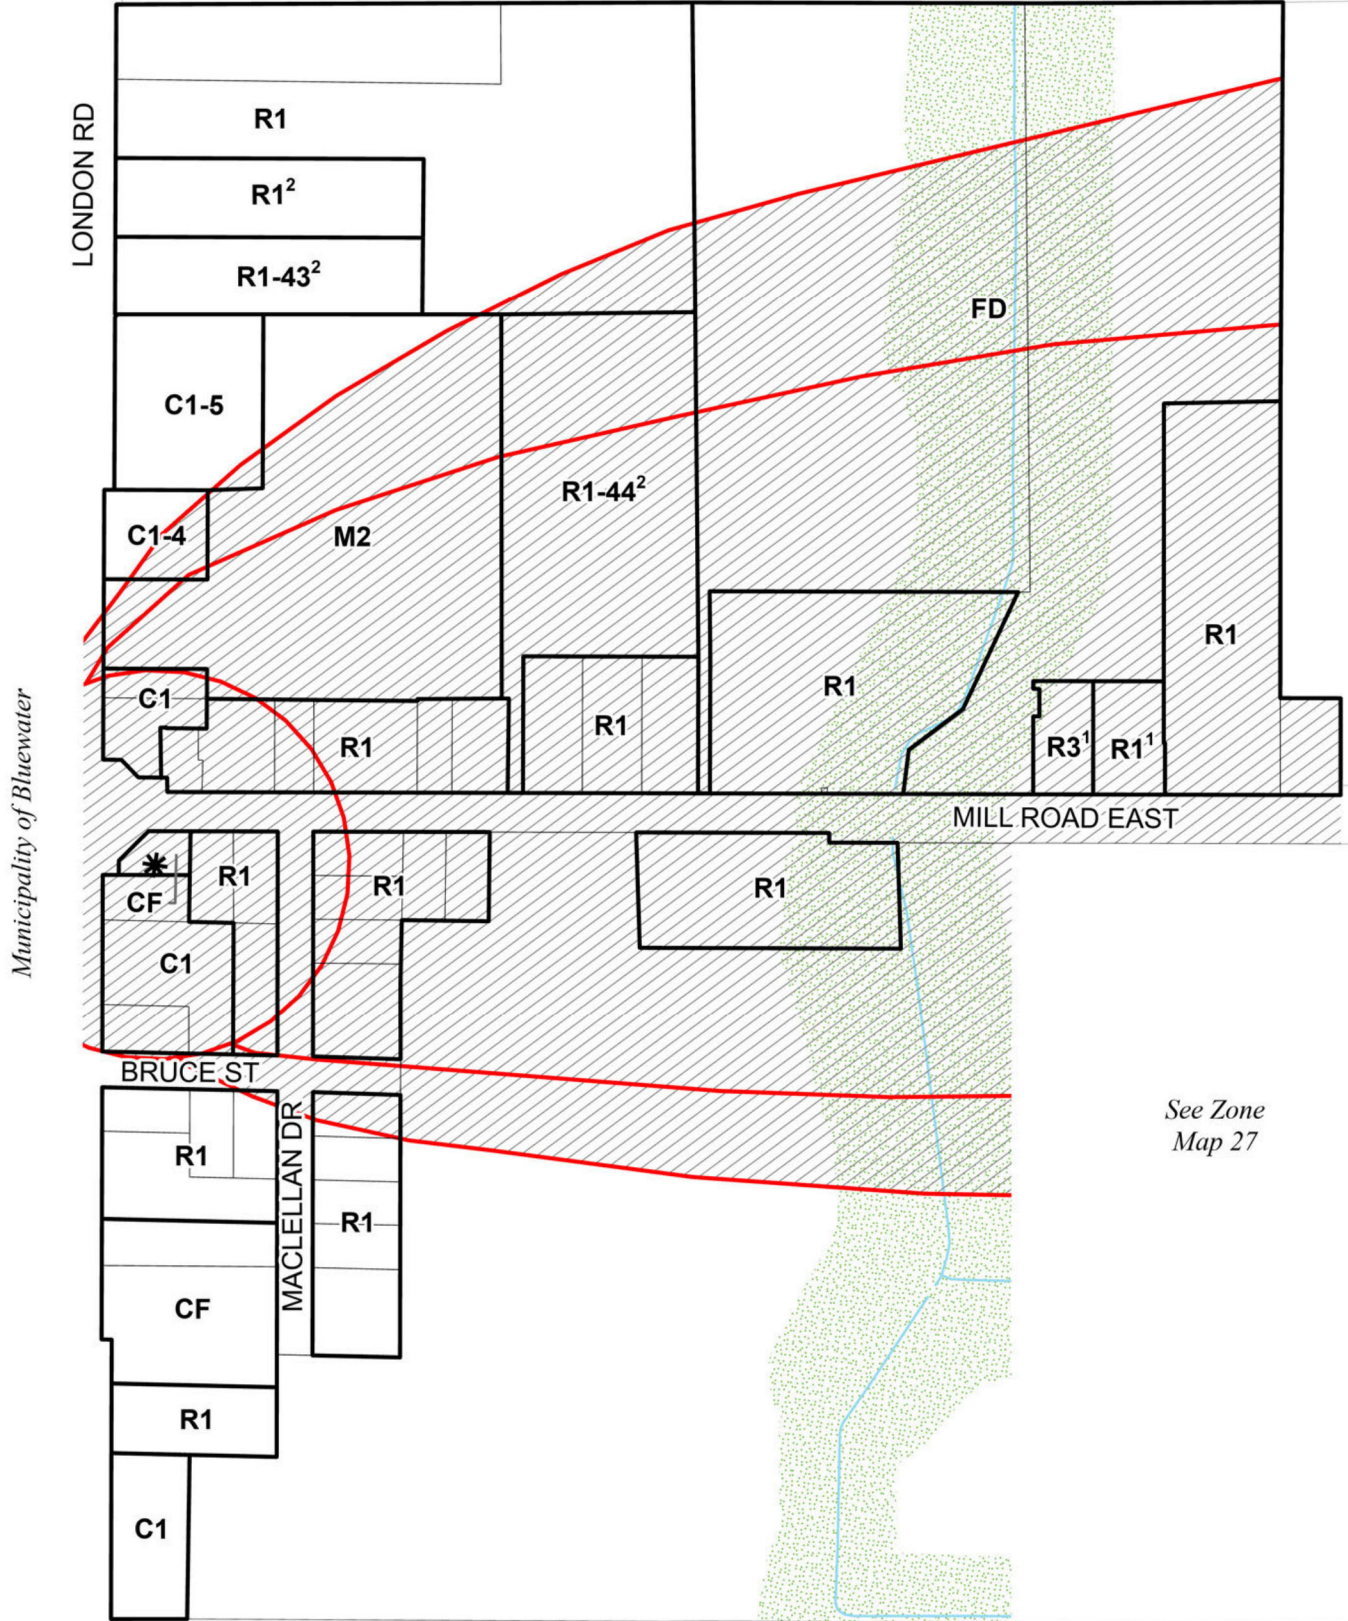 LONDON RD
R1
R1²
R1-43²
FD
C1-5
R1-44²
C1-4
M2
R1
R1
C1
R1
R1
R3¹
R1¹
Municipality of Bluewater
MILL ROAD EAST
R1
R1
R1
CF
C1
BRUCE ST
See Zone
Map 27
R1
MACLELLAN DR
R1
CF
R1
C1